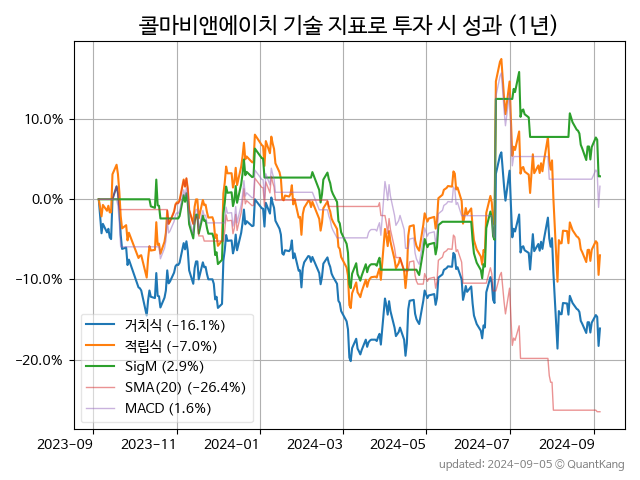 콜마비앤에이치 기술 지표로 투자 시 성과 (1년)
10.0%
0.0%
−10.0%
−20.0%
거치식 (−16.1%)
적립식 (−7.0%)
SigM (2.9%)
SMA(20) (−26.4%)
MACD (1.6%)
2023-09 2023-11 2024-01 2024-03 2024-05 2024-07 2024-09
updated: 2024-09-05 © QuantKang